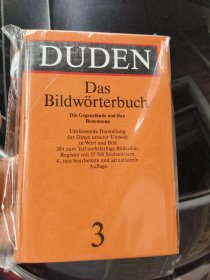 DUDEN
Das
Bildwörterbuch
Die Gegenstände und ihre
Benennung
Umfassende Darstellung
der Dinge unserer Umwelt
in Wort und Bild.
384 zum Teil mehrfarbige Bildtafeln,
Register mit 27 500 Stichwörtern.
4., neu bearbeitete und aktualisierte
Auflage.
3